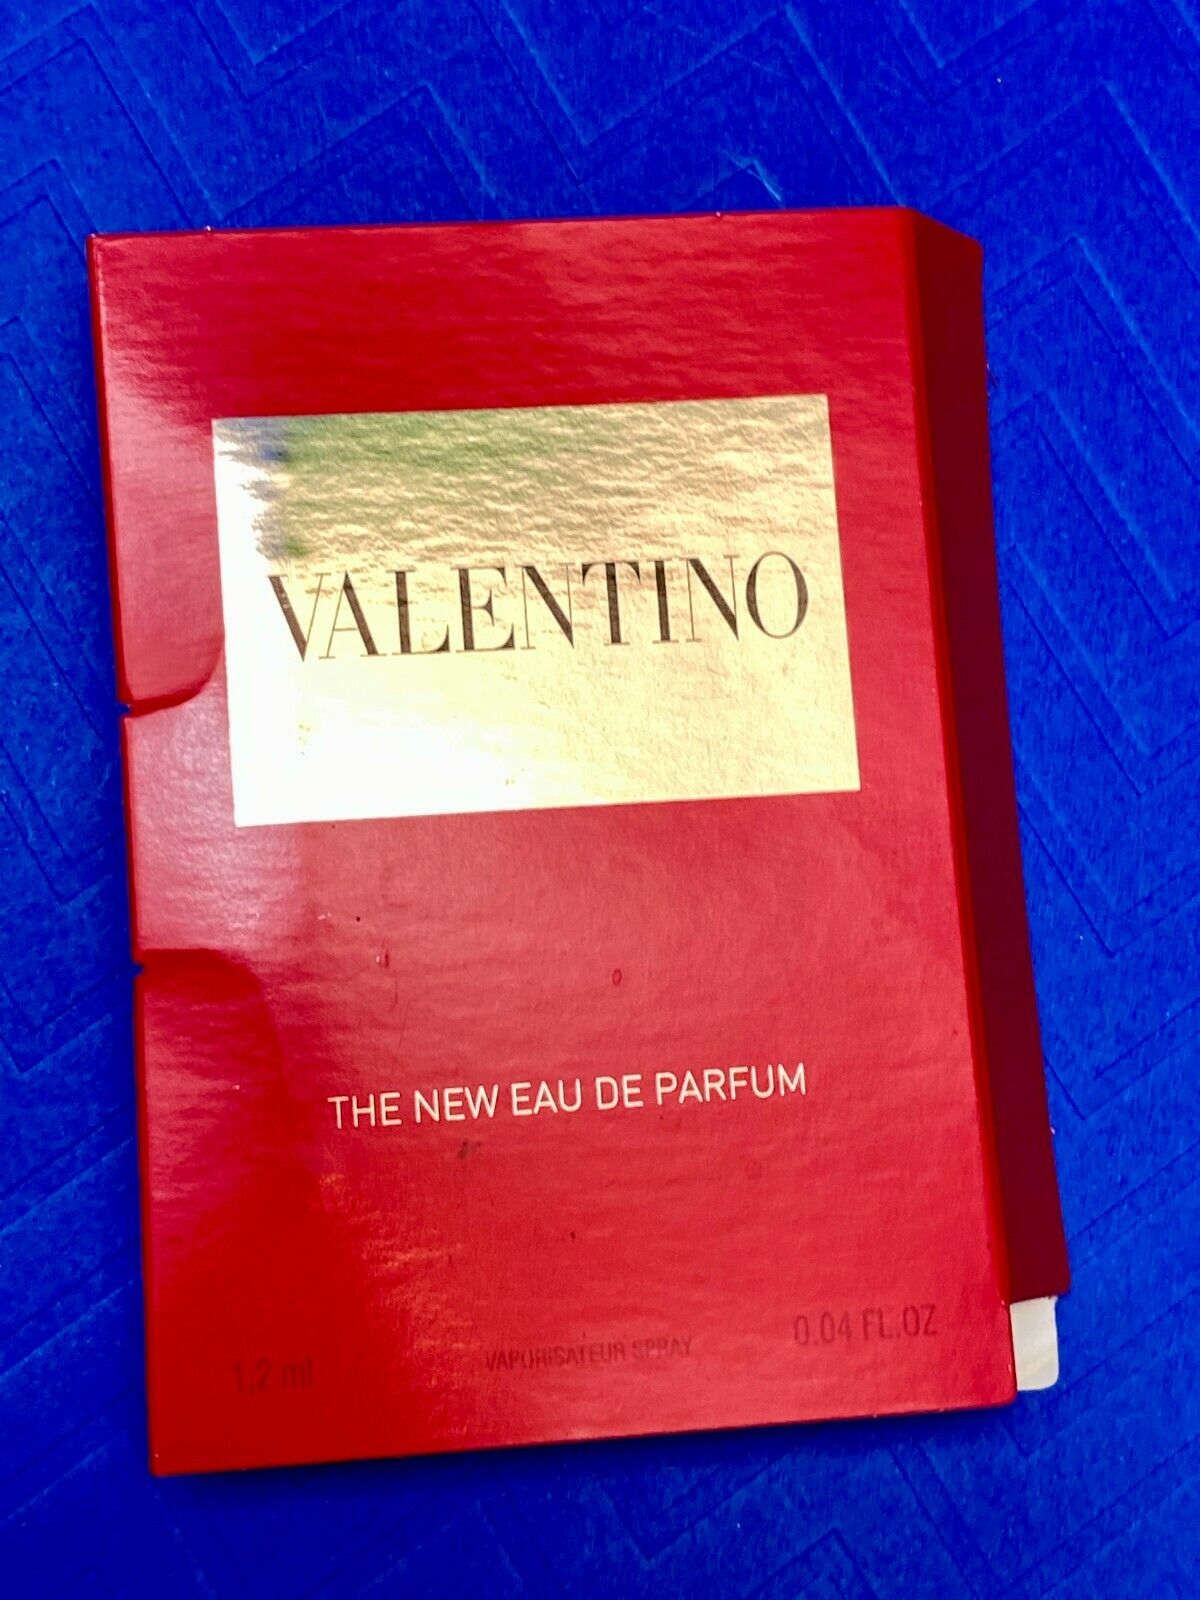 VALENTINO
THE NEW EAU DE PARFUM
1,2 ml VAPORISATEUR SPRAY 0.04 FL.OZ